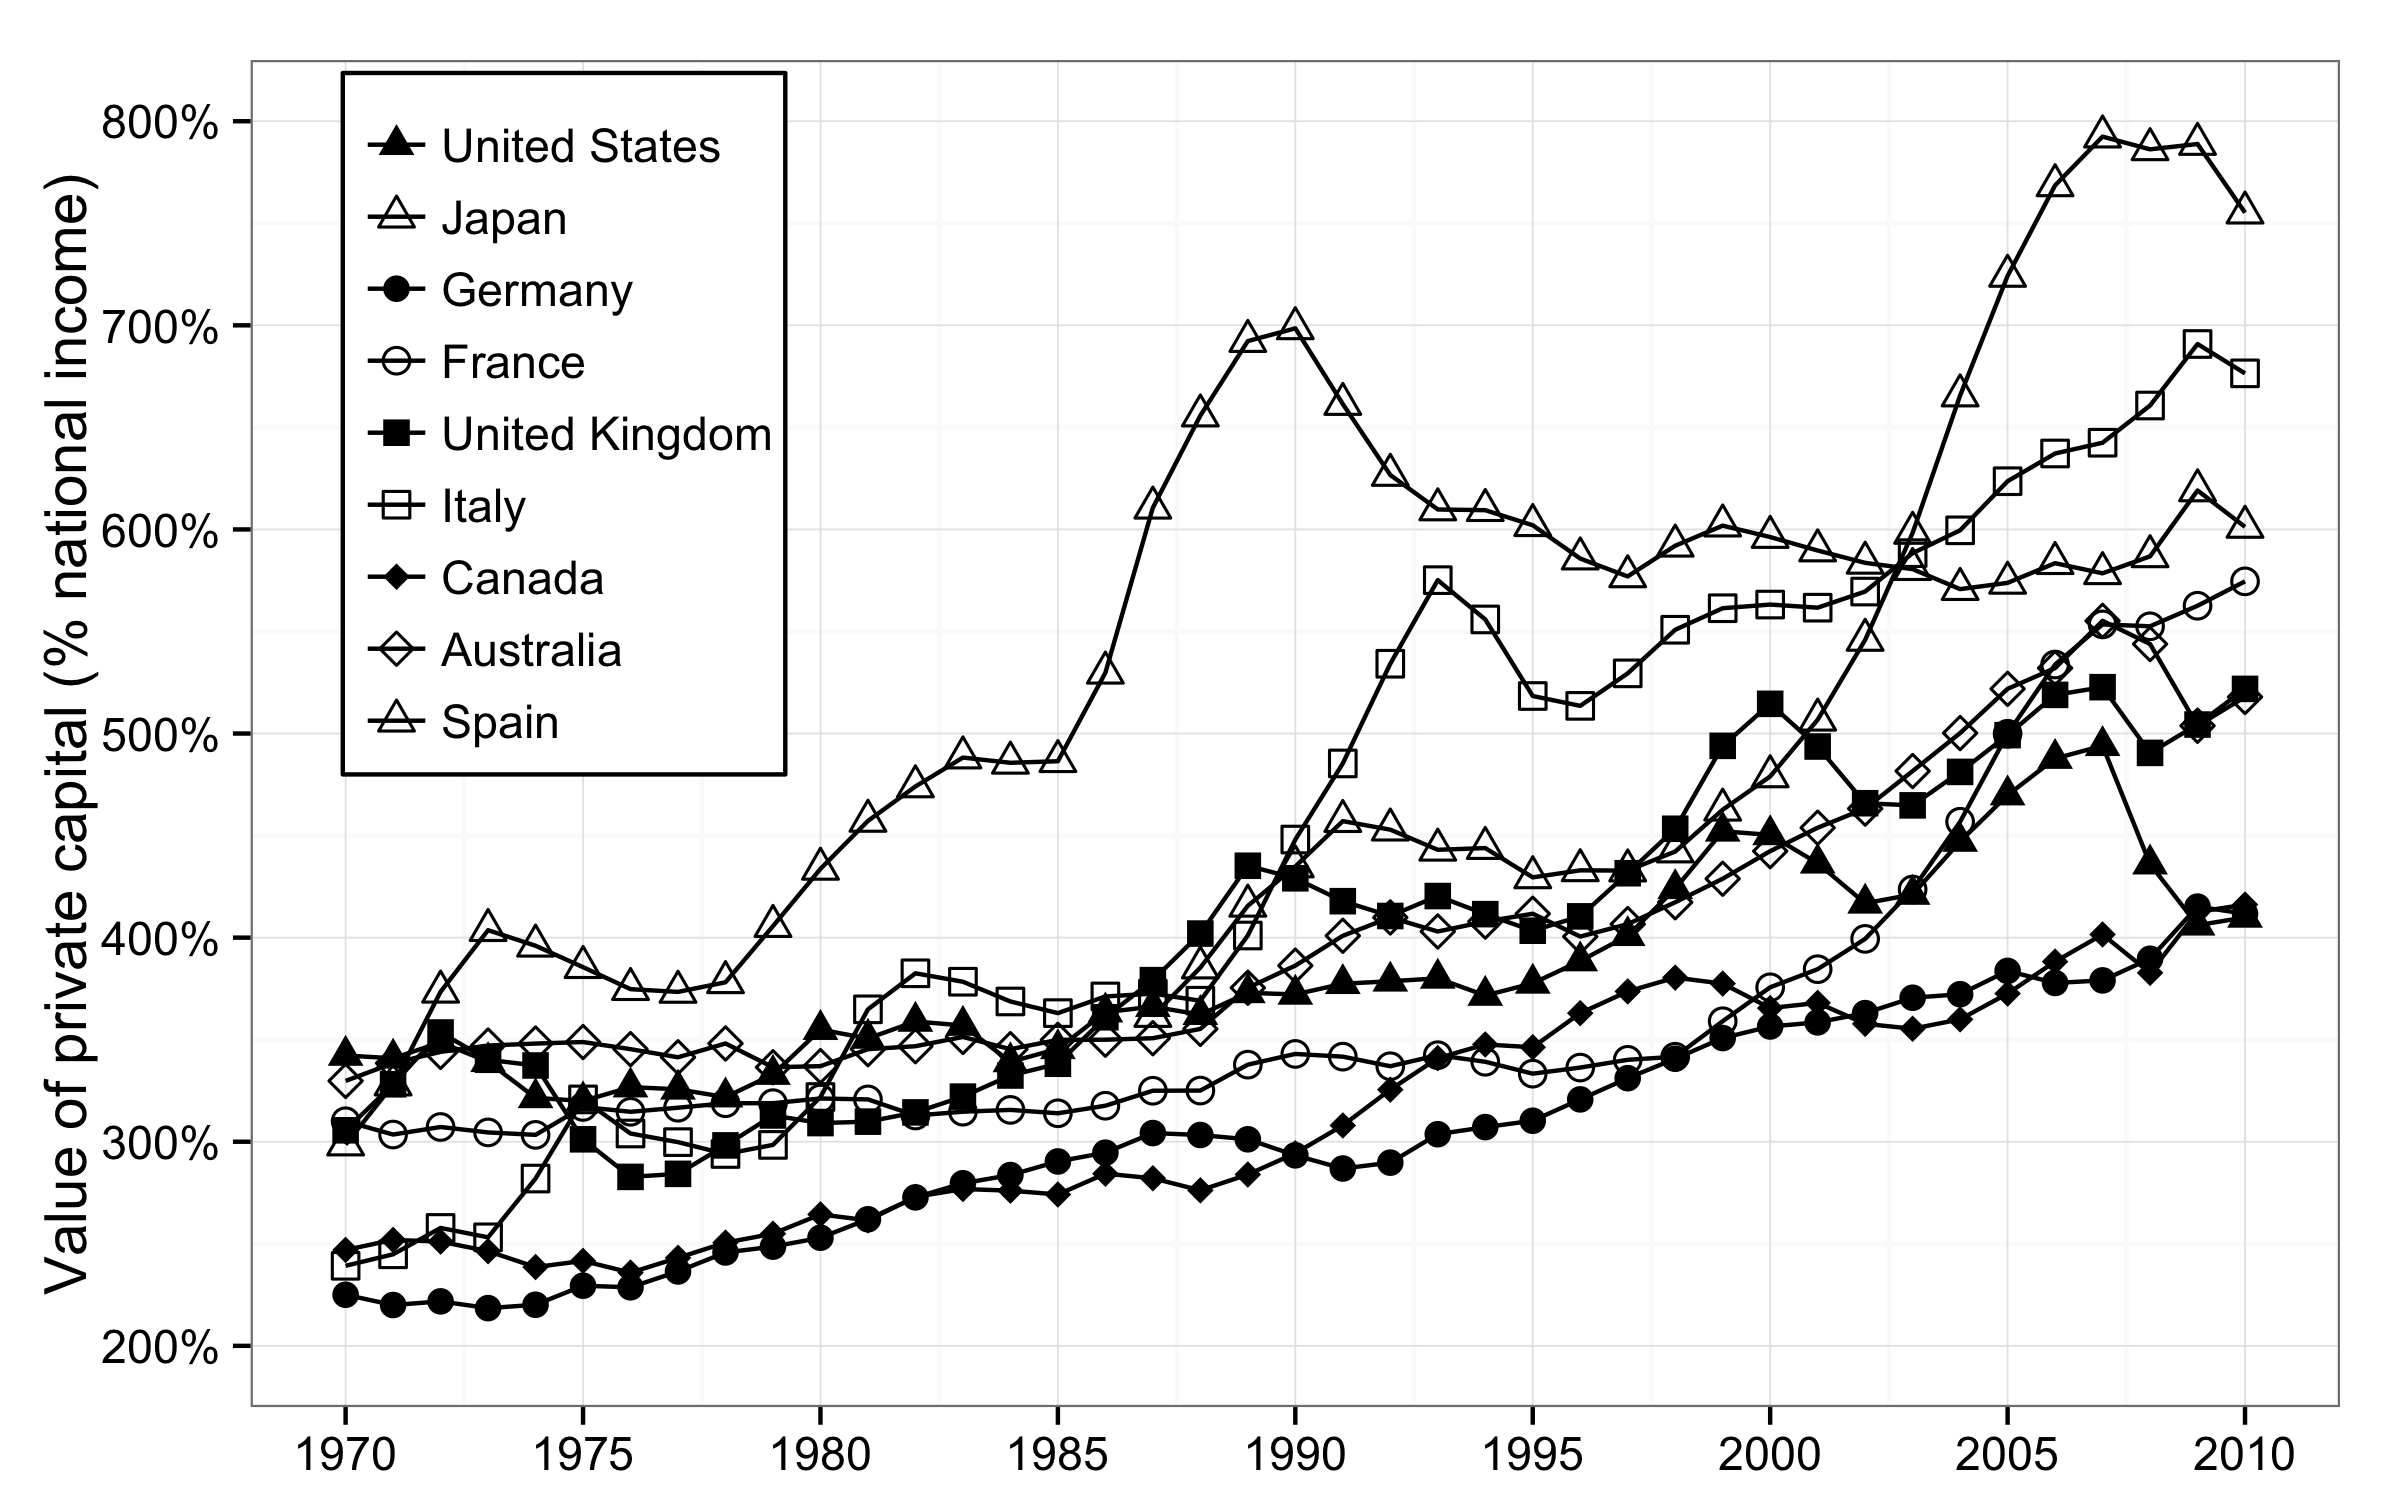 Value of private capital (% national income)
800%
700%
600%
500%
400%
300%
200%
United States
Japan
Germany
France
United Kingdom
Italy
Canada
Australia
Spain
1970 1975 1980 1985 1990 1995 2000 2005 2010